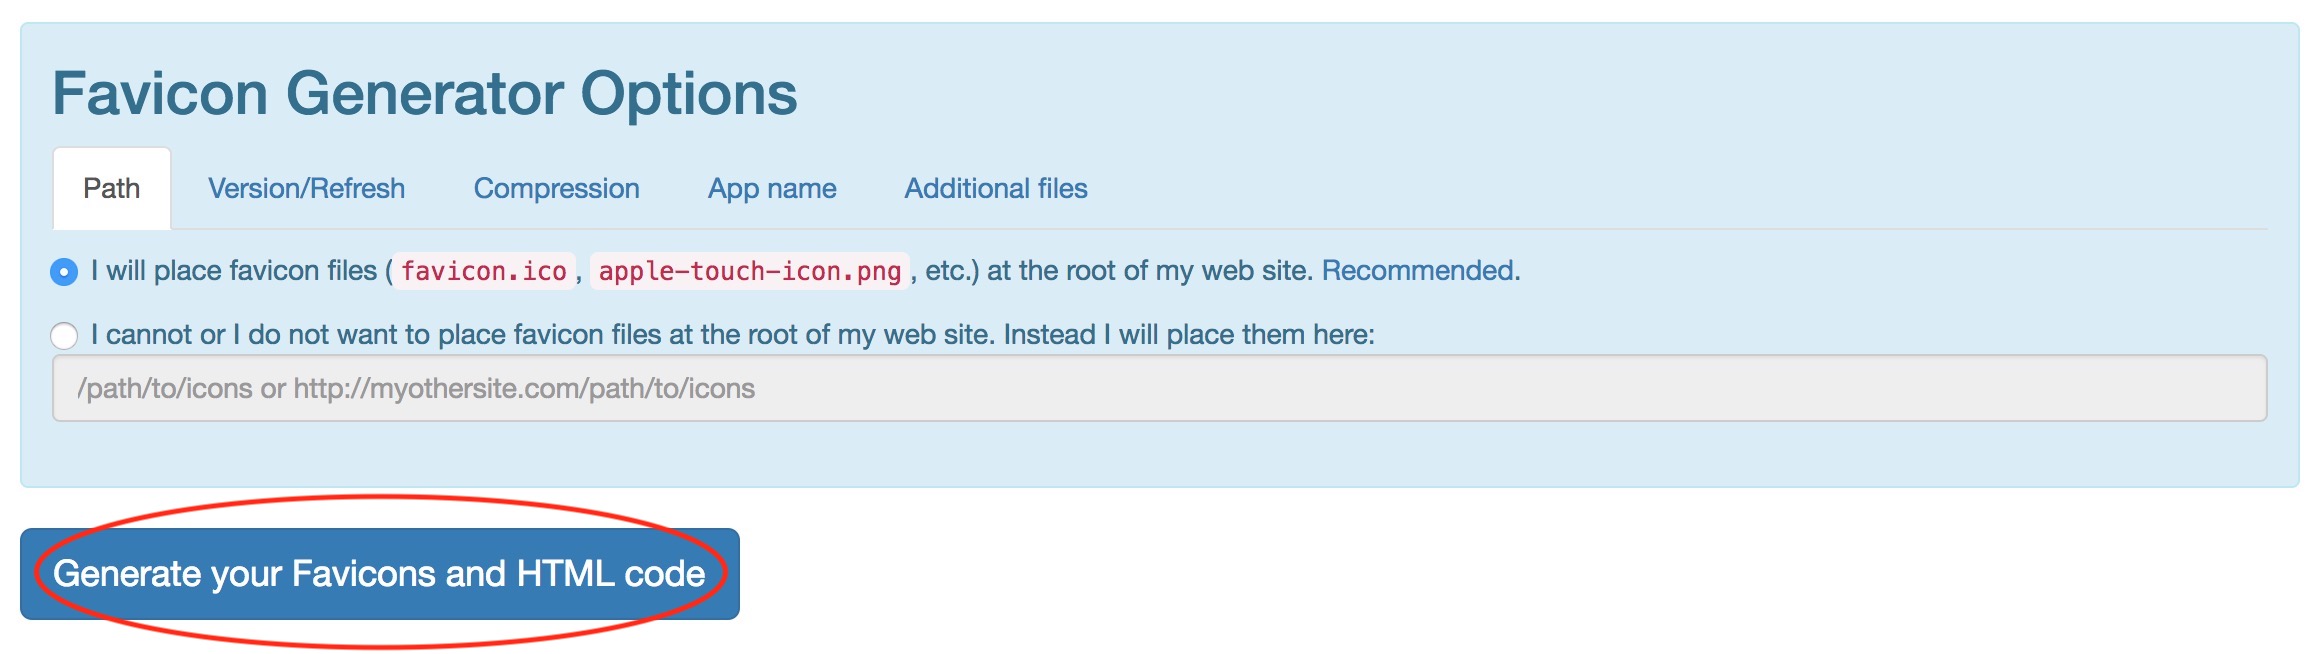 Favicon Generator Options
Path Version/Refresh Compression App name Additional files
I will place favicon files (favicon.ico, apple-touch-icon.png, etc.) at the root of my web site. Recommended.
I cannot or I do not want to place favicon files at the root of my web site. Instead I will place them here:
/path/to/icons or http://myothersite.com/path/to/icons
Generate your Favicons and HTML code